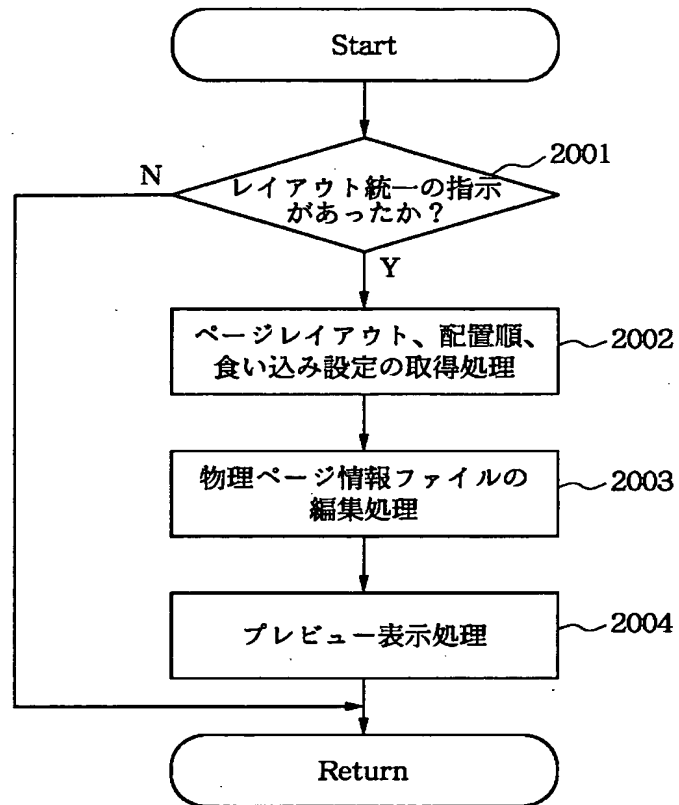 Start
2001
N
レイアウト統一の指示
があったか？
Y
ページレイアウト、配置順、
食い込み設定の取得処理
2002
物理ページ情報ファイルの
編集処理
2003
プレビュー表示処理
2004
Return